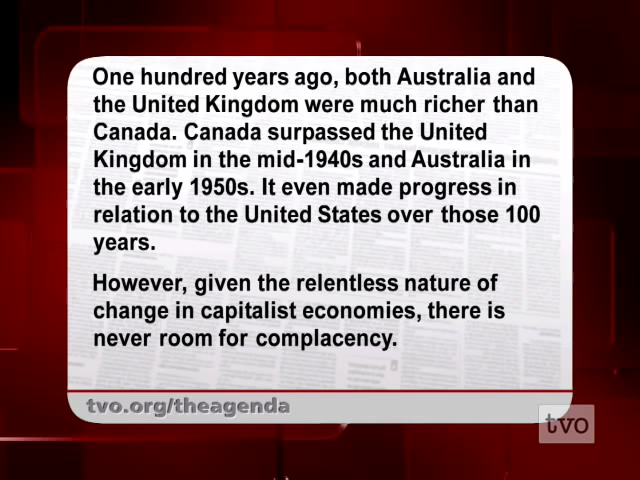 One hundred years ago, both Australia and
the United Kingdom were much richer than
Canada. Canada surpassed the United
Kingdom in the mid-1940s and Australia in
the early 1950s. It even made progress in
relation to the United States over those 100
years.
However, given the relentless nature of
change in capitalist economies, there is
never room for complacency.
tvo.org/theagenda
tvo